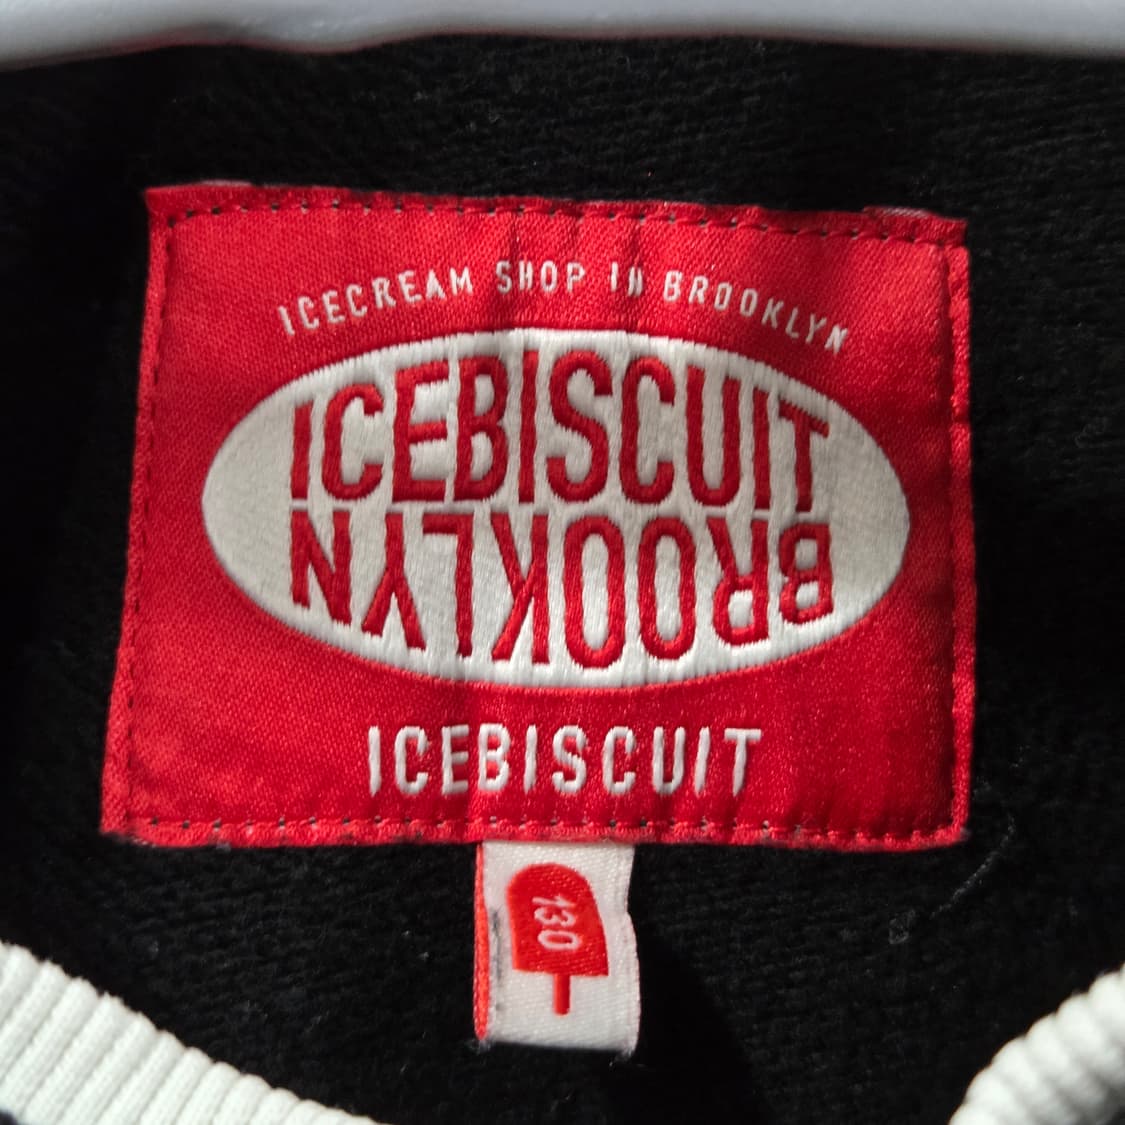 ICECREAM SHOP IN BROOKLYN
ICEBISCUIT
BROOKLYN
ICEBISCUIT
130